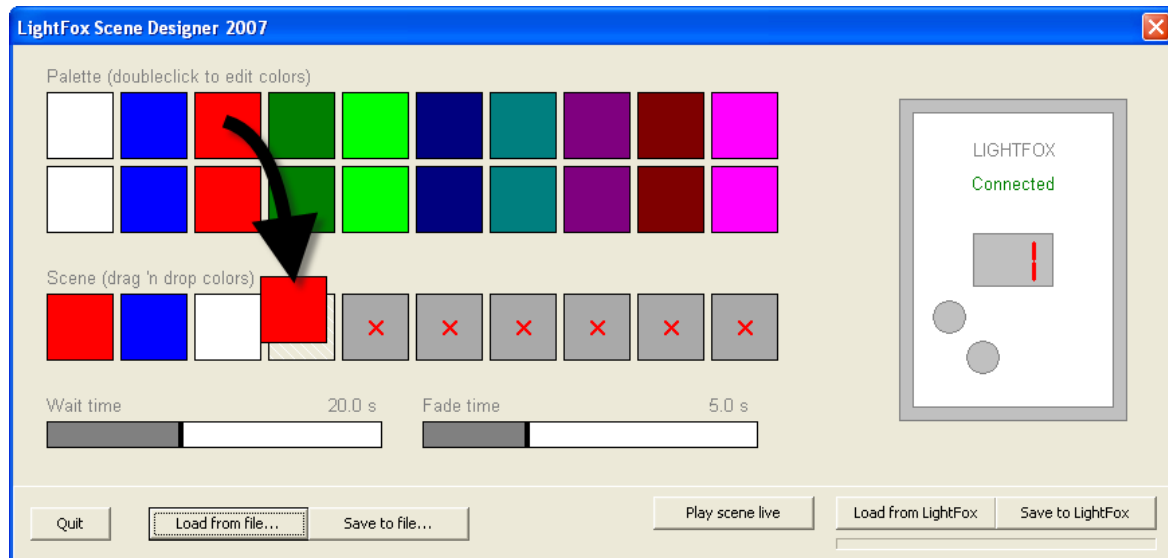 LightFox Scene Designer 2007
Palette (doubleclick to edit colors)
LIGHTFOX
Connected
1
Scene (drag 'n drop colors)
Wait time 20.0 s Fade time 5.0 s
Quit Load from file... Save to file... Play scene live Load from LightFox Save to LightFox